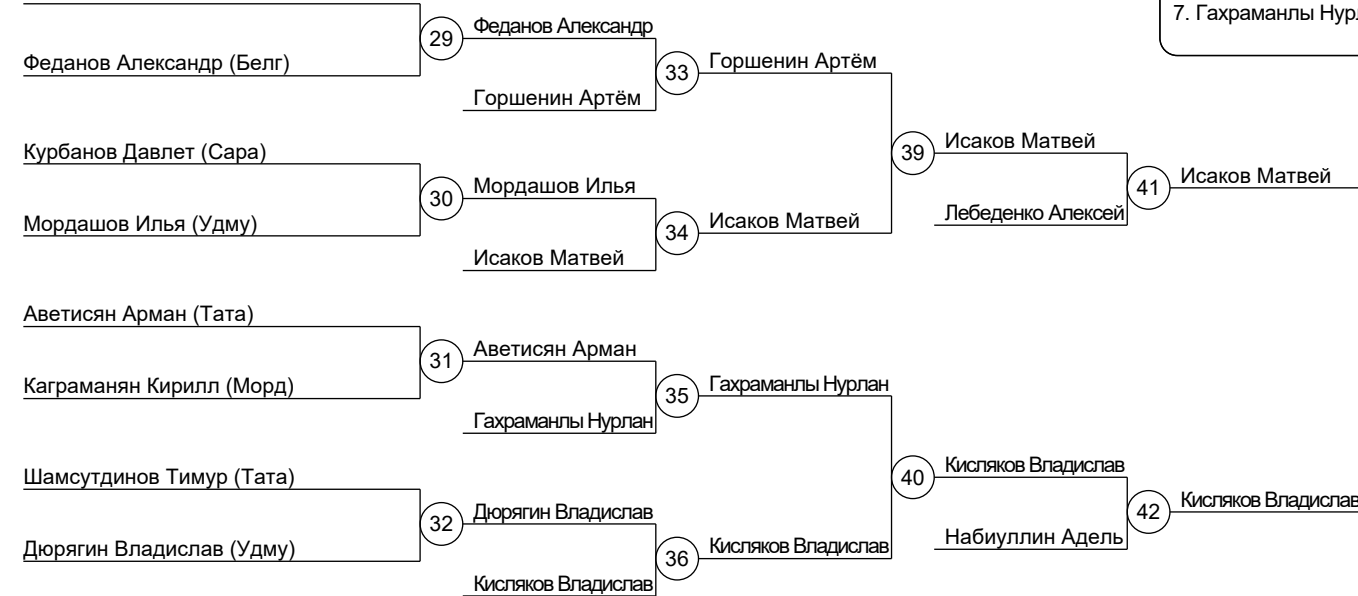 7. Гахраманлы
Феданов Александр
29
Феданов Александр (Белг)
Горшенин Артём
33
Горшенин Артём
Курбанов Давлет (Сара)
Исаков Матвей
39
Мордашов Илья
Исаков Матвей
41
30
Мордашов Илья (Удму)
Исаков Матвей
34
Лебеденко Алексей
Исаков Матвей
Аветисян Арман (Тата)
Аветисян Арман
31
Каграманян Кирилл (Морд)
Гахраманлы Нурлан
35
Гахраманлы Нурлан
Шамсутдинов Тимур (Тата)
Кисляков Владислав
40
Кисляков Владислав
42
Дюрягин Владислав
32
Дюрягин Владислав (Удму)
Кисляков Владислав
36
Набиуллин Адель
Кисляков Владислав